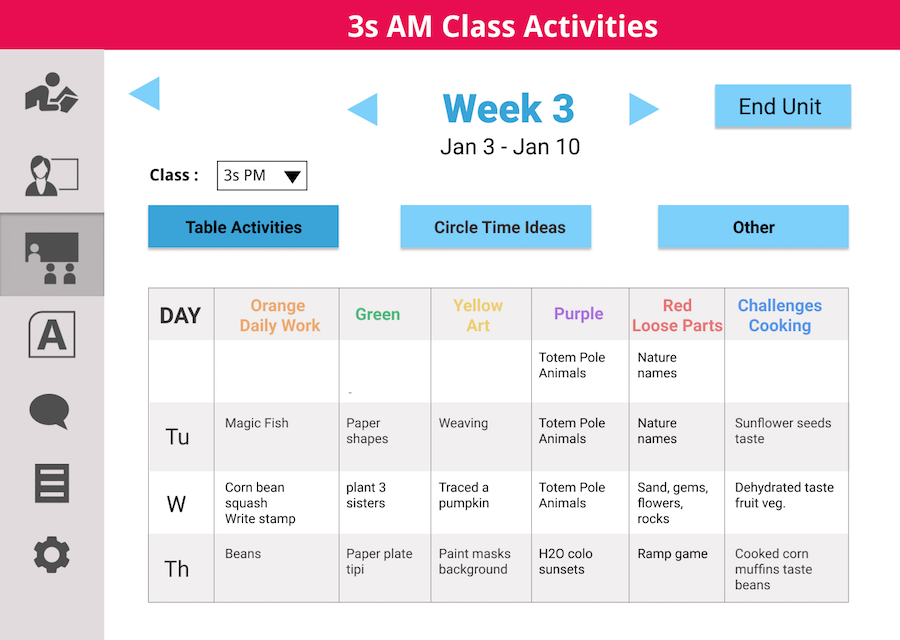 3s AM Class Activities
Week 3
End Unit
Jan 3 - Jan 10
Class :
3s PM
Table Activities
Circle Time Ideas
Other
DAY
Orange
Daily Work
Green
Yellow
Art
Purple
Red
Loose Parts
Challenges
Cooking
-
Totem Pole
Animals
Nature
names
Tu
Magic Fish
Paper
shapes
Weaving
Totem Pole
Animals
Nature
names
Sunflower seeds
taste
W
Corn bean
squash
Write stamp
plant 3
sisters
Traced a
pumpkin
Totem Pole
Animals
Sand, gems,
flowers,
rocks
Dehydrated taste
fruit veg.
Th
Beans
Paper plate
tipi
Paint masks
background
H2O colo
sunsets
Ramp game
Cooked corn
muffins taste
beans
A